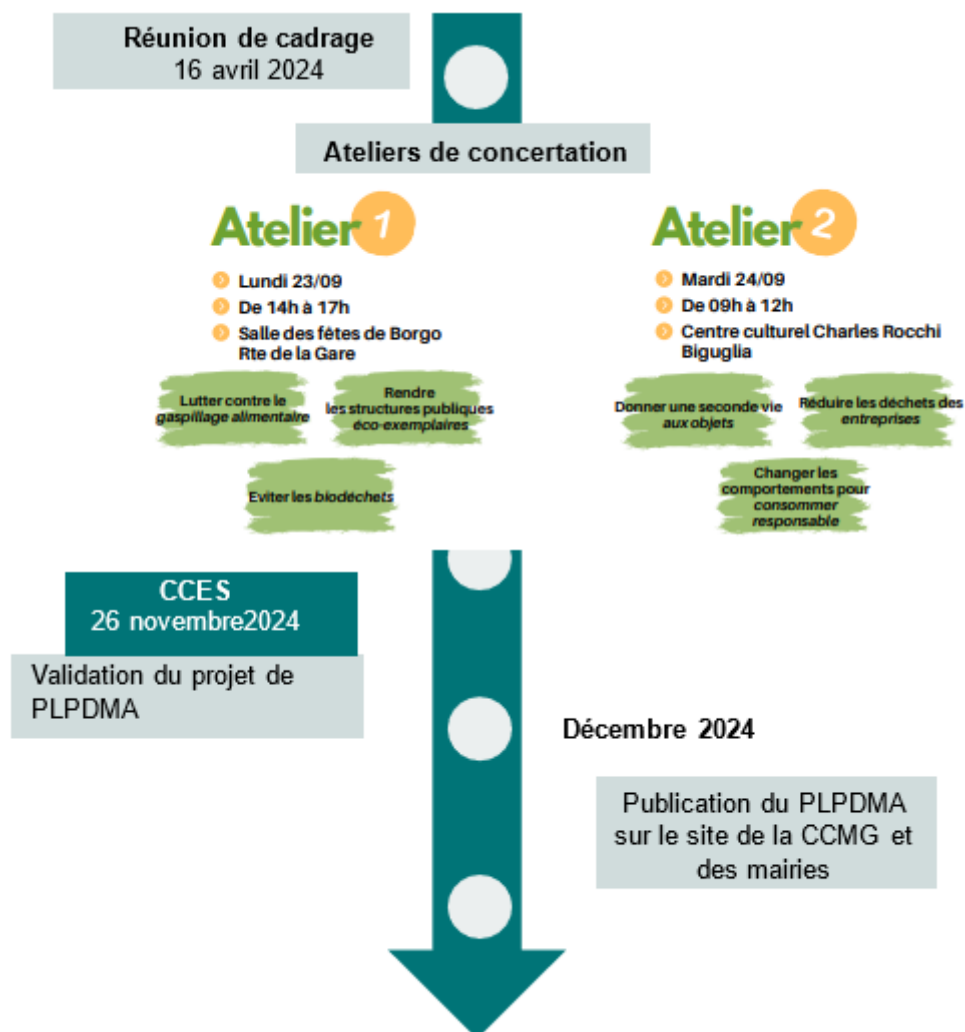 Réunion de cadrage
16 avril 2024
Ateliers de concertation
Atelier 1
Lundi 23/09
De 14h à 17h
Salle des fêtes de Borgo
Rte de la Gare
Lutter contre le
gaspillage alimentaire
Rendre
les structures publiques
éco-exemplaires
Eviter les biodéchets
Atelier 2
Mardi 24/09
De 09h à 12h
Centre culturel Charles Rocchi
Biguglia
Donner une seconde vie
aux objets
Réduire les déchets des
entreprises
Changer les
comportements pour
consommer
responsable
CCES
26 novembre2024
Validation du projet de
PLPDMA
Décembre 2024
Publication du PLPDMA
sur le site de la CCMG et
des mairies